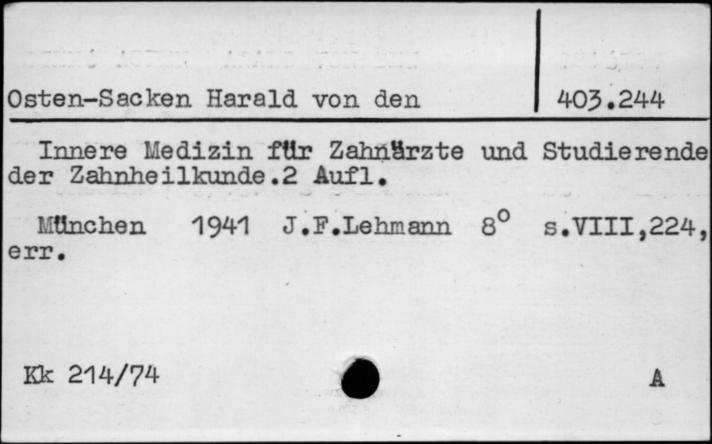 Osten-Sacken Harald von den 403.244
Innere Medizin für Zahnärzte und Studierende
der Zahnheilkunde.2 Aufl.
München 1941 J.F.Lehmann 8° s.VIII,224,
err.
Kk 214/74 A